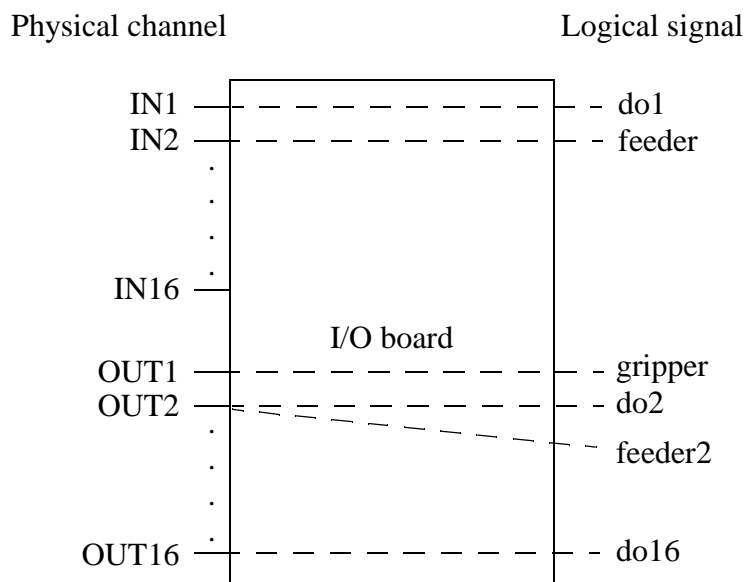 Physical channel Logical signal
IN1 do1
IN2 feeder
IN16
I/O board
OUT1 gripper
OUT2 do2
feeder2
OUT16 do16